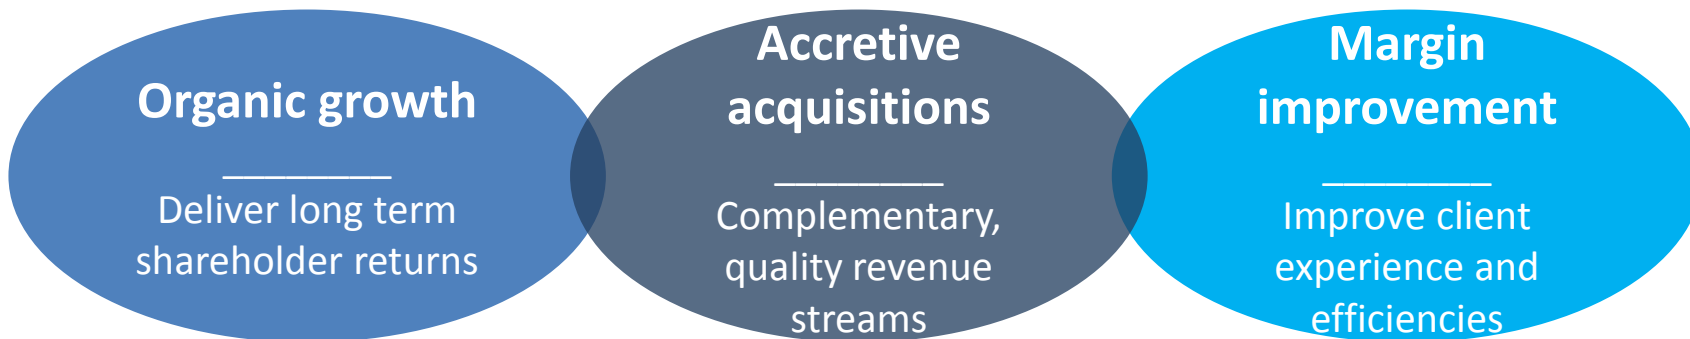 Organic growth
________
Deliver long term
shareholder returns
Accretive
acquisitions
________
Complementary,
quality revenue
streams
Margin
improvement
________
Improve client
experience and
efficiencies